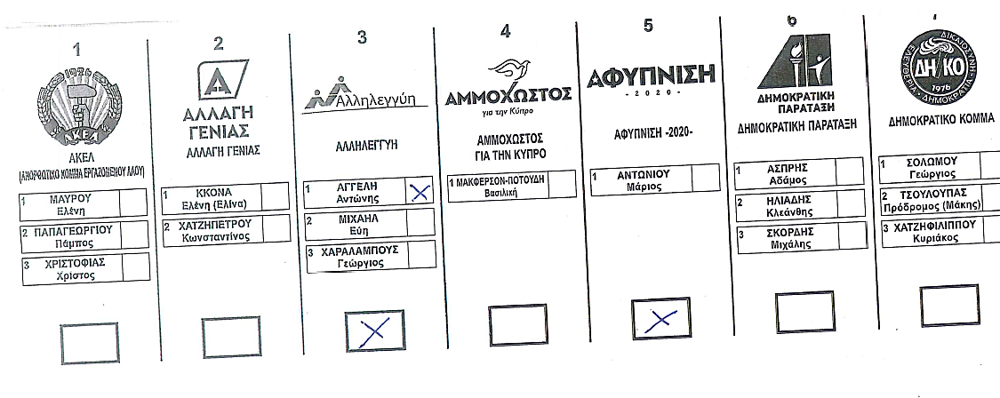 1
1926
ΑΚΕΛ
ΑΚΕΛ
(ΑΝΟΡΘΩΤΙΚΟ ΚΟΜΜΑ ΕΡΓΑΖΟΜΕΝΟΥ ΛΑΟΥ)
1 ΜΑΥΡΟΥ
Ελένη
2 ΠΑΠΑΓΕΩΡΓΙΟΥ
Πάμπος
3 ΧΡΙΣΤΟΦΙΑΣ
Χρίστος
2
Α
ΑΛΛΑΓΗ
ΓΕΝΙΑΣ
ΑΛΛΑΓΗ ΓΕΝΙΑΣ
1 ΚΚΟΝΑ
Ελένη (Ελίνα)
2 ΧΑΤΖΗΠΕΤΡΟΥ
Κωνσταντίνος
3
Αλληλεγγύη
ΑΛΛΗΛΕΓΓΥΗ
1 ΑΓΓΕΛΗ
Αντώνης
2 ΜΙΧΑΗΛ
Εύη
3 ΧΑΡΑΛΑΜΠΟΥΣ
Γεώργιος
4
ΑΜΜΟΧΩΣΤΟΣ
για την Κύπρο
ΑΜΜΟΧΩΣΤΟΣ
ΓΙΑ ΤΗΝ ΚΥΠΡΟ
1 ΜΑΚΦΕΡΣΟΝ-ΠΟΤΟΥΔΗ
Βασιλική
5
ΑΦΥΠΝΙΣΗ
- 2020 -
ΑΦΥΠΝΙΣΗ -2020-
1 ΑΝΤΩΝΙΟΥ
Μάριος
6
ΔΗΜΟΚΡΑΤΙΚΗ
ΠΑΡΑΤΑΞΗ
ΔΗΜΟΚΡΑΤΙΚΗ ΠΑΡΑΤΑΞΗ
1 ΑΣΠΡΗΣ
Αδάμος
2 ΗΛΙΑΔΗΣ
Κλεάνθης
3 ΣΚΟΡΔΗΣ
Μιχάλης
ΕΛΕΥΘΕΡΙΑ · ΔΗΜΟΚΡΑΤΙΑ · ΔΙΚΑΙΟΣΥΝΗ
ΔΗ ΚΟ
1976
ΔΗΜΟΚΡΑΤΙΚΟ ΚΟΜΜΑ
1 ΣΟΛΩΜΟΥ
Γεώργιος
2 ΤΣΟΥΛΟΥΠΑΣ
Πρόδρομος (Μάκης)
3 ΧΑΤΖΗΦΙΛΙΠΠΟΥ
Κυριάκος